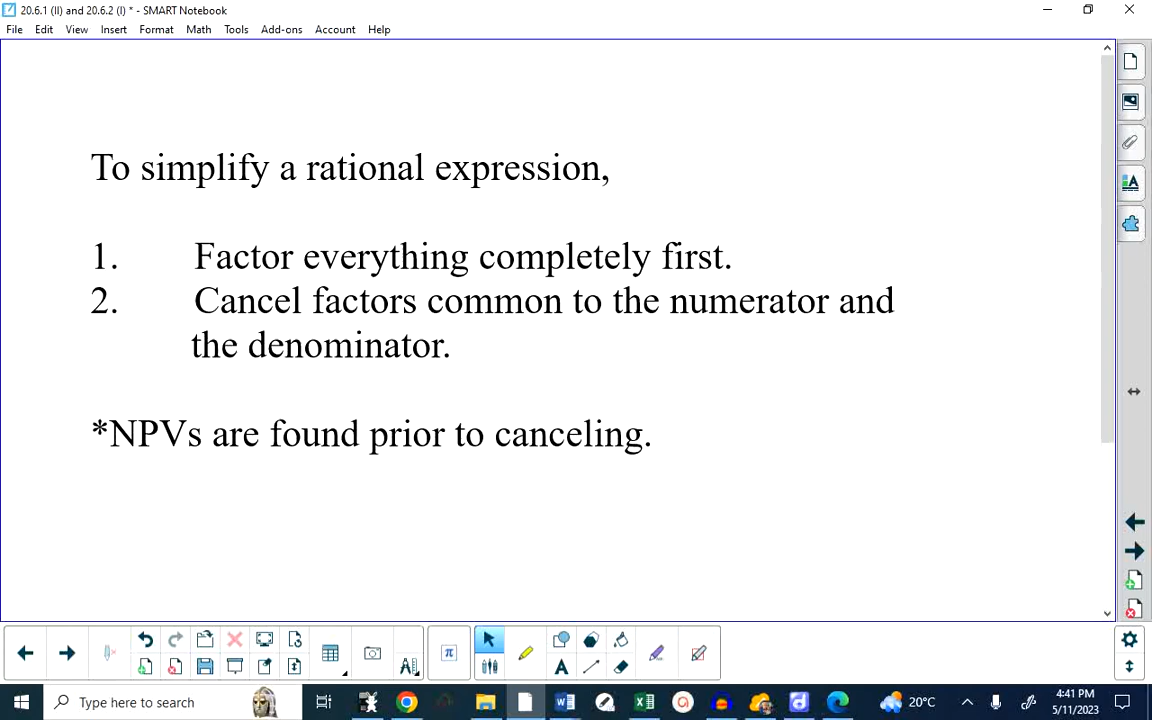 20.6.1 (II) and 20.6.2 (I) * - SMART Notebook
File Edit View Insert Format Math Tools Add-ons Account Help
To simplify a rational expression,
1. Factor everything completely first.
2. Cancel factors common to the numerator and
the denominator.
*NPVs are found prior to canceling.
Type here to search
20°C
4:41 PM
5/11/2023